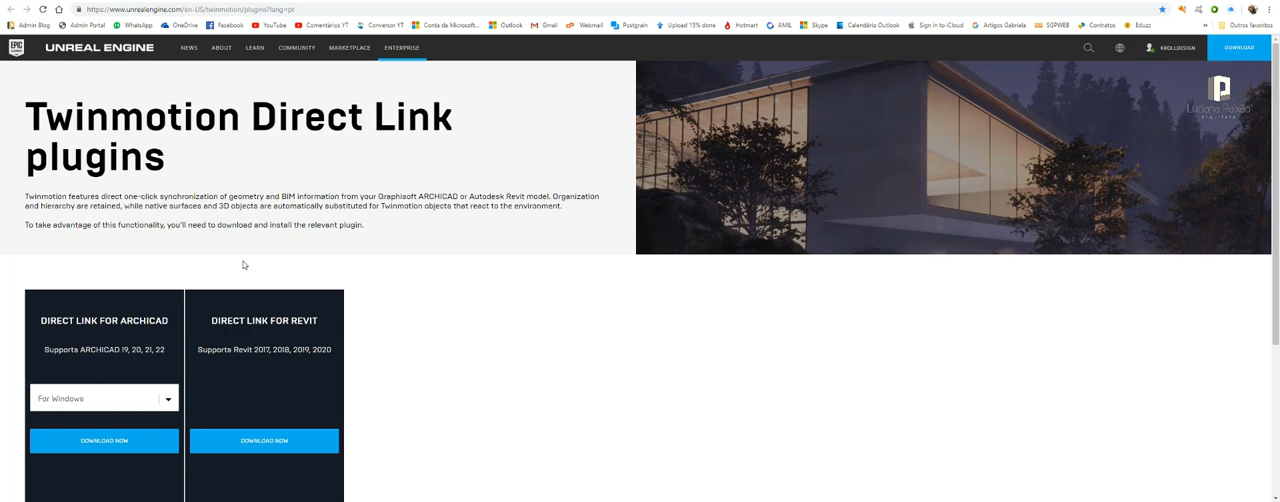 https://www.unrealengine.com/en-US/twinmotion/plugins?lang=pt
Admin Blog Admin Portal WhatsApp OneDrive Facebook YouTube Comentários YT Conversor YT Conta da Microsoft... Outlook Gmail Webmail Postgrain Upload 15% done Hotmart AMIL Skype Calendário Outlook Sign in to iCloud Artigos Gabriela SGPWEB Contratos Eduzz » Outros favoritos
EPIC GAMES UNREAL ENGINE NEWS ABOUT LEARN COMMUNITY MARKETPLACE ENTERPRISE KROLLDESIGN DOWNLOAD
Twinmotion Direct Link
plugins
Luciana Paixão
arquiteta
Twinmotion features direct one-click synchronization of geometry and BIM information from your Graphisoft ARCHICAD or Autodesk Revit model. Organization
and hierarchy are retained, while native surfaces and 3D objects are automatically substituted for Twinmotion objects that react to the environment.
To take advantage of this functionality, you'll need to download and install the relevant plugin.
DIRECT LINK FOR ARCHICAD
Supports ARCHICAD 19, 20, 21, 22
For Windows
DOWNLOAD NOW
DIRECT LINK FOR REVIT
Supports Revit 2017, 2018, 2019, 2020
DOWNLOAD NOW